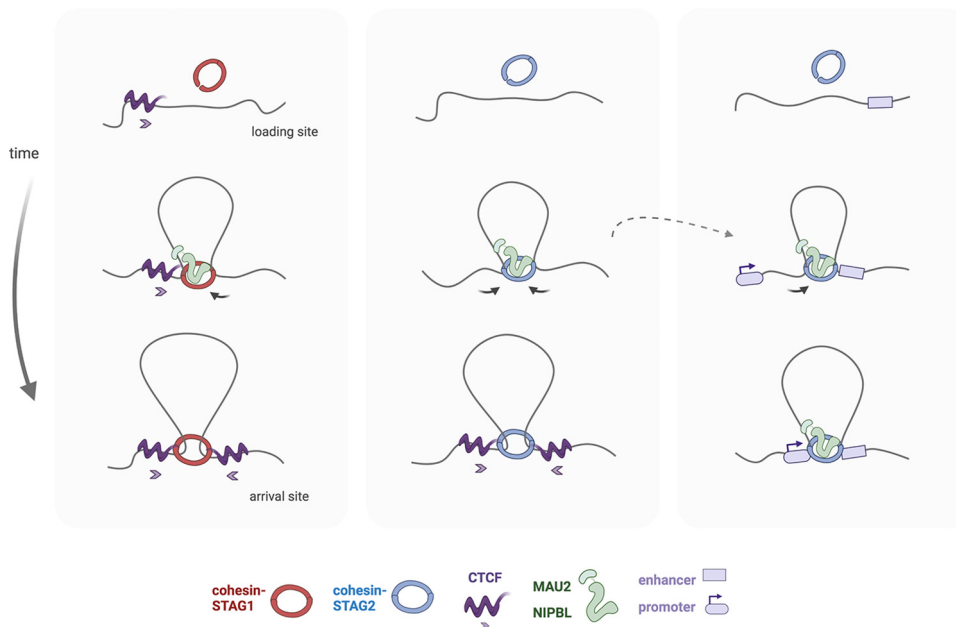 loading site
time
arrival site
cohesin-
STAG1
cohesin-
STAG2
CTCF
MAU2
NIPBL
enhancer
promoter